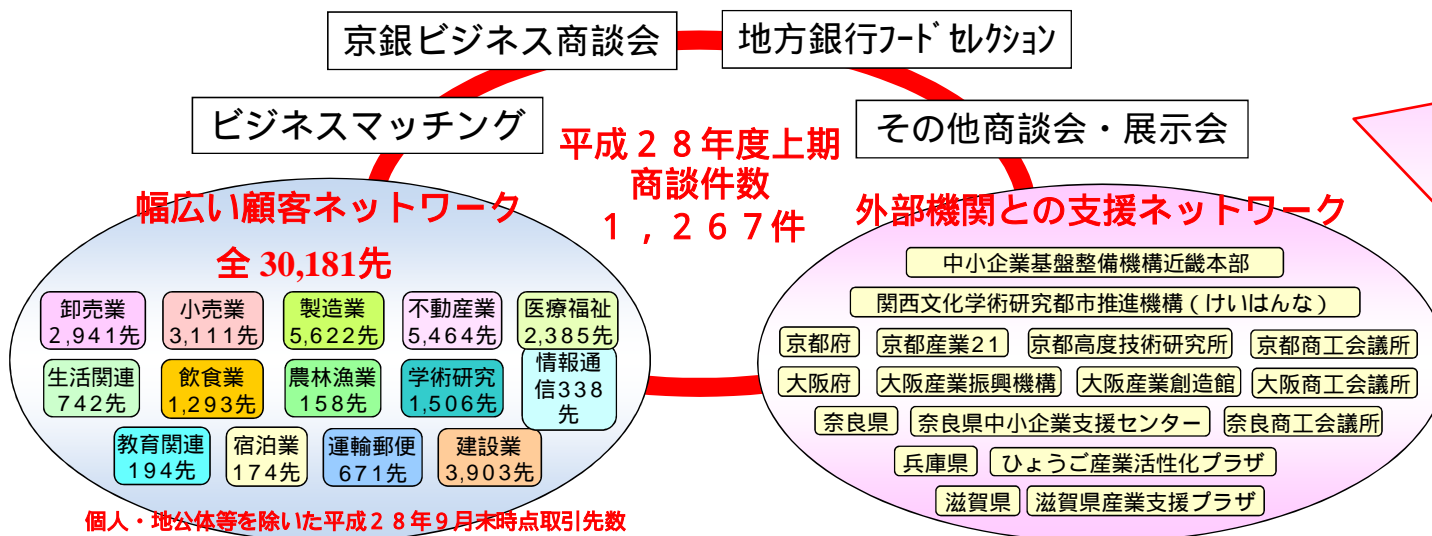 京銀ビジネス商談会
地方銀行ﾌｰﾄﾞｾﾚｸｼｮﾝ
ビジネスマッチング
その他商談会・展示会
平成２８年度上期
商談件数
１，２６７件
幅広い顧客ネットワーク
全 30,181先
卸売業
2,941先
小売業
3,111先
製造業
5,622先
不動産業
5,464先
医療福祉
2,385先
生活関連
742先
飲食業
1,293先
農林漁業
158先
学術研究
1,506先
情報通
信338
先
教育関連
194先
宿泊業
174先
運輸郵便
671先
建設業
3,903先
個人・地公体等を除いた平成２８年９月末時点取引先数
外部機関との支援ネットワーク
中小企業基盤整備機構近畿本部
関西文化学術研究都市推進機構（けいはんな）
京都府
京都産業21
京都高度技術研究所
京都商工会議所
大阪府
大阪産業振興機構
大阪産業創造館
大阪商工会議所
奈良県
奈良県中小企業支援センター
奈良商工会議所
兵庫県
ひょうご産業活性化プラザ
滋賀県
滋賀県産業支援プラザ